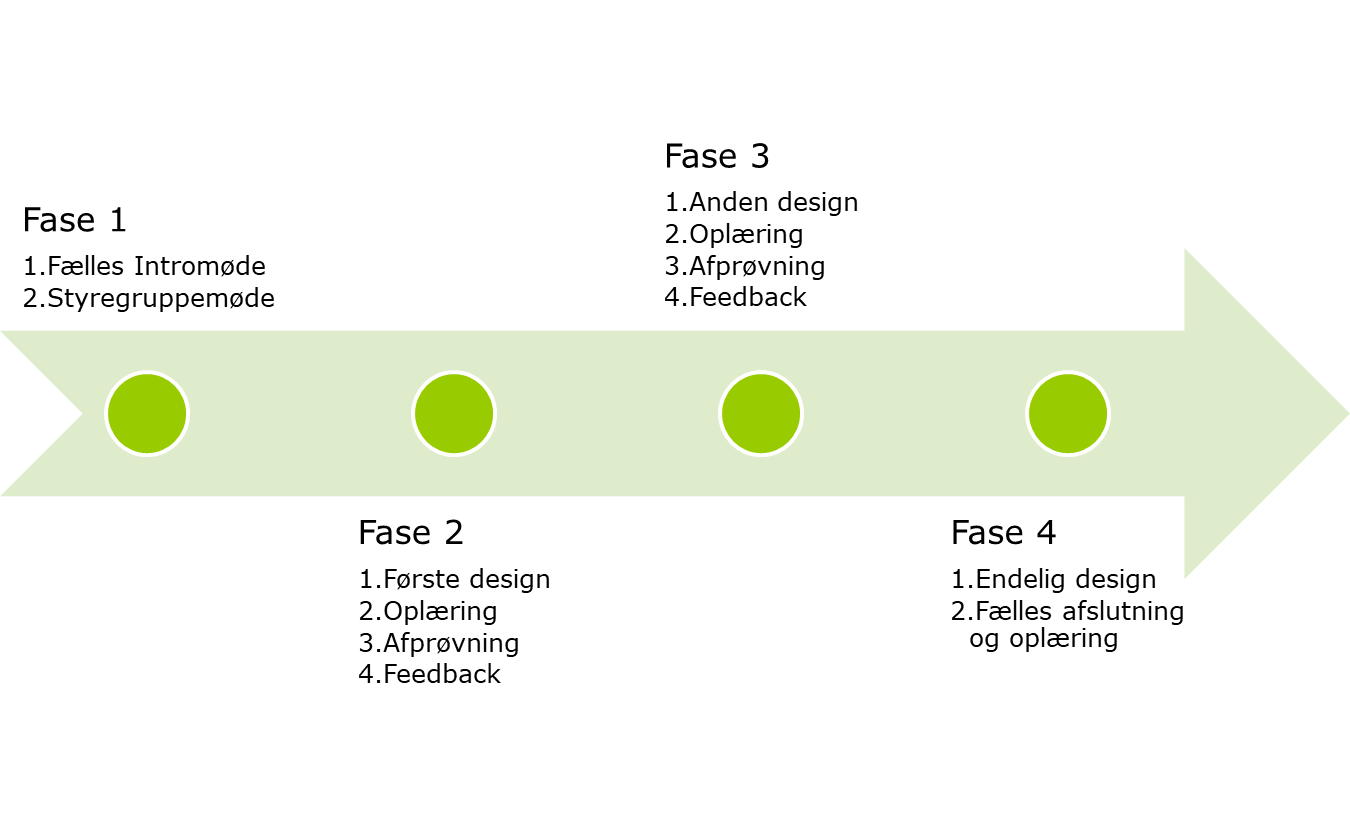 Fase 1
1.Fælles Intromøde
2.Styregruppemøde
Fase 2
1.Første design
2.Oplæring
3.Afprøvning
4.Feedback
Fase 3
1.Anden design
2.Oplæring
3.Afprøvning
4.Feedback
Fase 4
1.Endelig design
2.Fælles afslutning
og oplæring